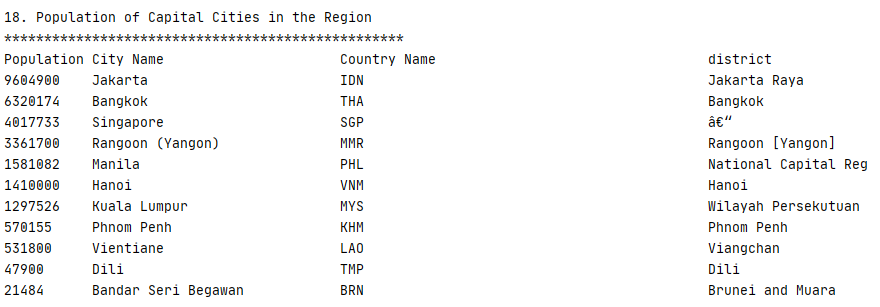 18. Population of Capital Cities in the Region
**************************************************
Population City Name Country Name district
9604900 Jakarta IDN Jakarta Raya
6320174 Bangkok THA Bangkok
4017733 Singapore SGP â€“
3361700 Rangoon (Yangon) MMR Rangoon [Yangon]
1581082 Manila PHL National Capital Reg
1410000 Hanoi VNM Hanoi
1297526 Kuala Lumpur MYS Wilayah Persekutuan
570155 Phnom Penh KHM Phnom Penh
531800 Vientiane LAO Viangchan
47900 Dili TMP Dili
21484 Bandar Seri Begawan BRN Brunei and Muara